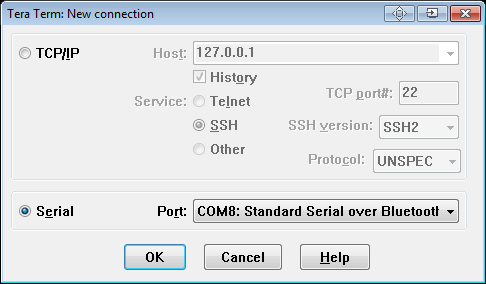 Tera Term: New connection
TCP/IP Host: 127.0.0.1
History
Service: Telnet TCP port#: 22
SSH SSH version: SSH2
Other Protocol: UNSPEC
Serial Port: COM8: Standard Serial over Bluetooth
OK Cancel Help